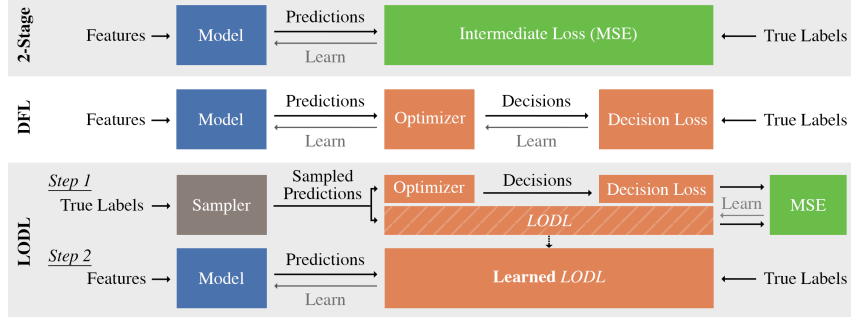 2-Stage
Features
Model
Predictions
Learn
Intermediate Loss (MSE)
True Labels
DFL
Features
Model
Predictions
Learn
Optimizer
Decisions
Learn
Decision Loss
True Labels
LODL
Step 1
True Labels
Sampler
Sampled
Predictions
Optimizer
Decisions
Decision Loss
LODL
Learn
MSE
Step 2
Features
Model
Predictions
Learn
Learned LODL
True Labels